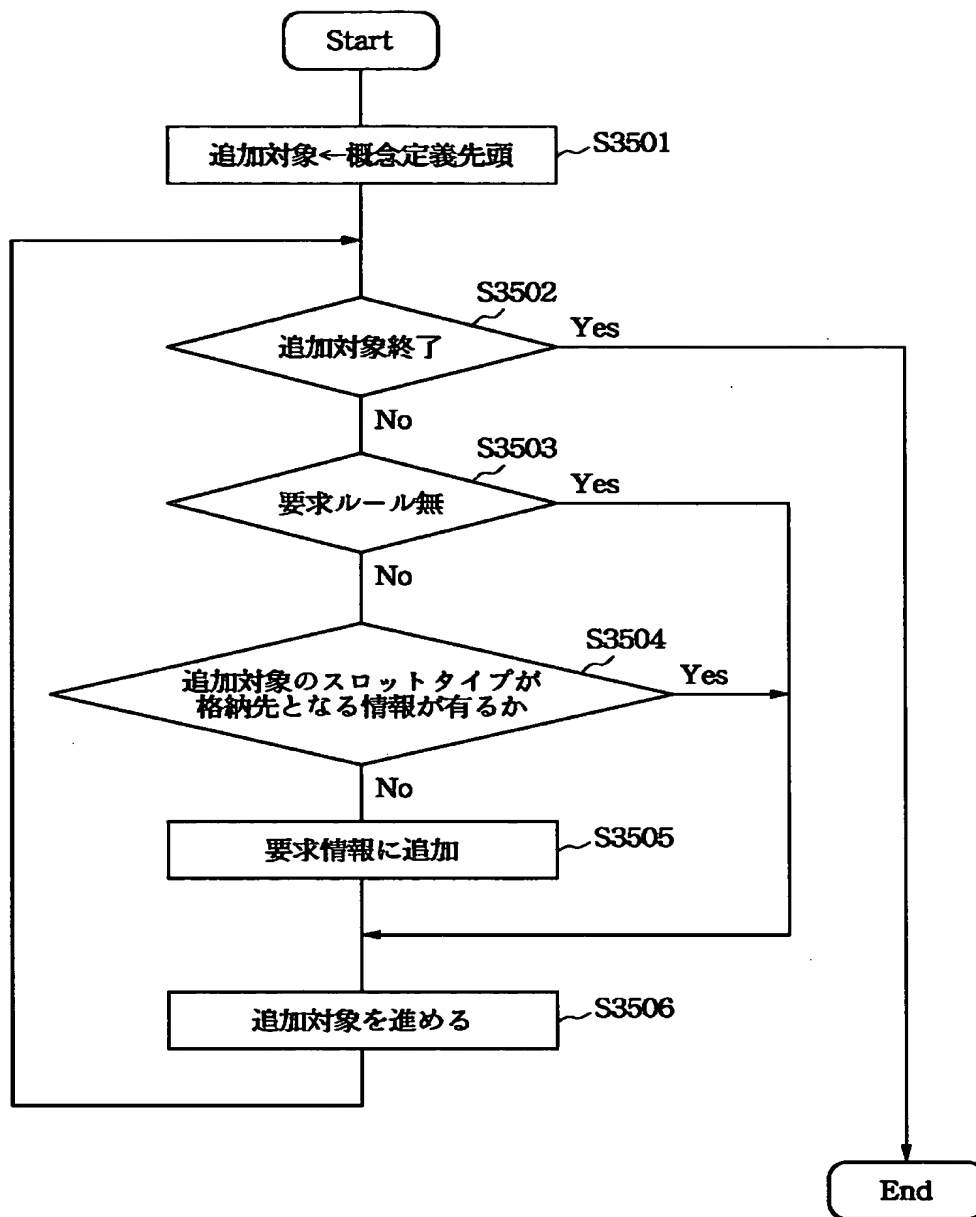 Start
追加対象←概念定義先頭
S3501
S3502
追加対象終了
Yes
No
S3503
要求ルール無
Yes
No
S3504
追加対象のスロットタイプが
格納先となる情報が有るか
Yes
No
要求情報に追加
S3505
追加対象を進める
S3506
End